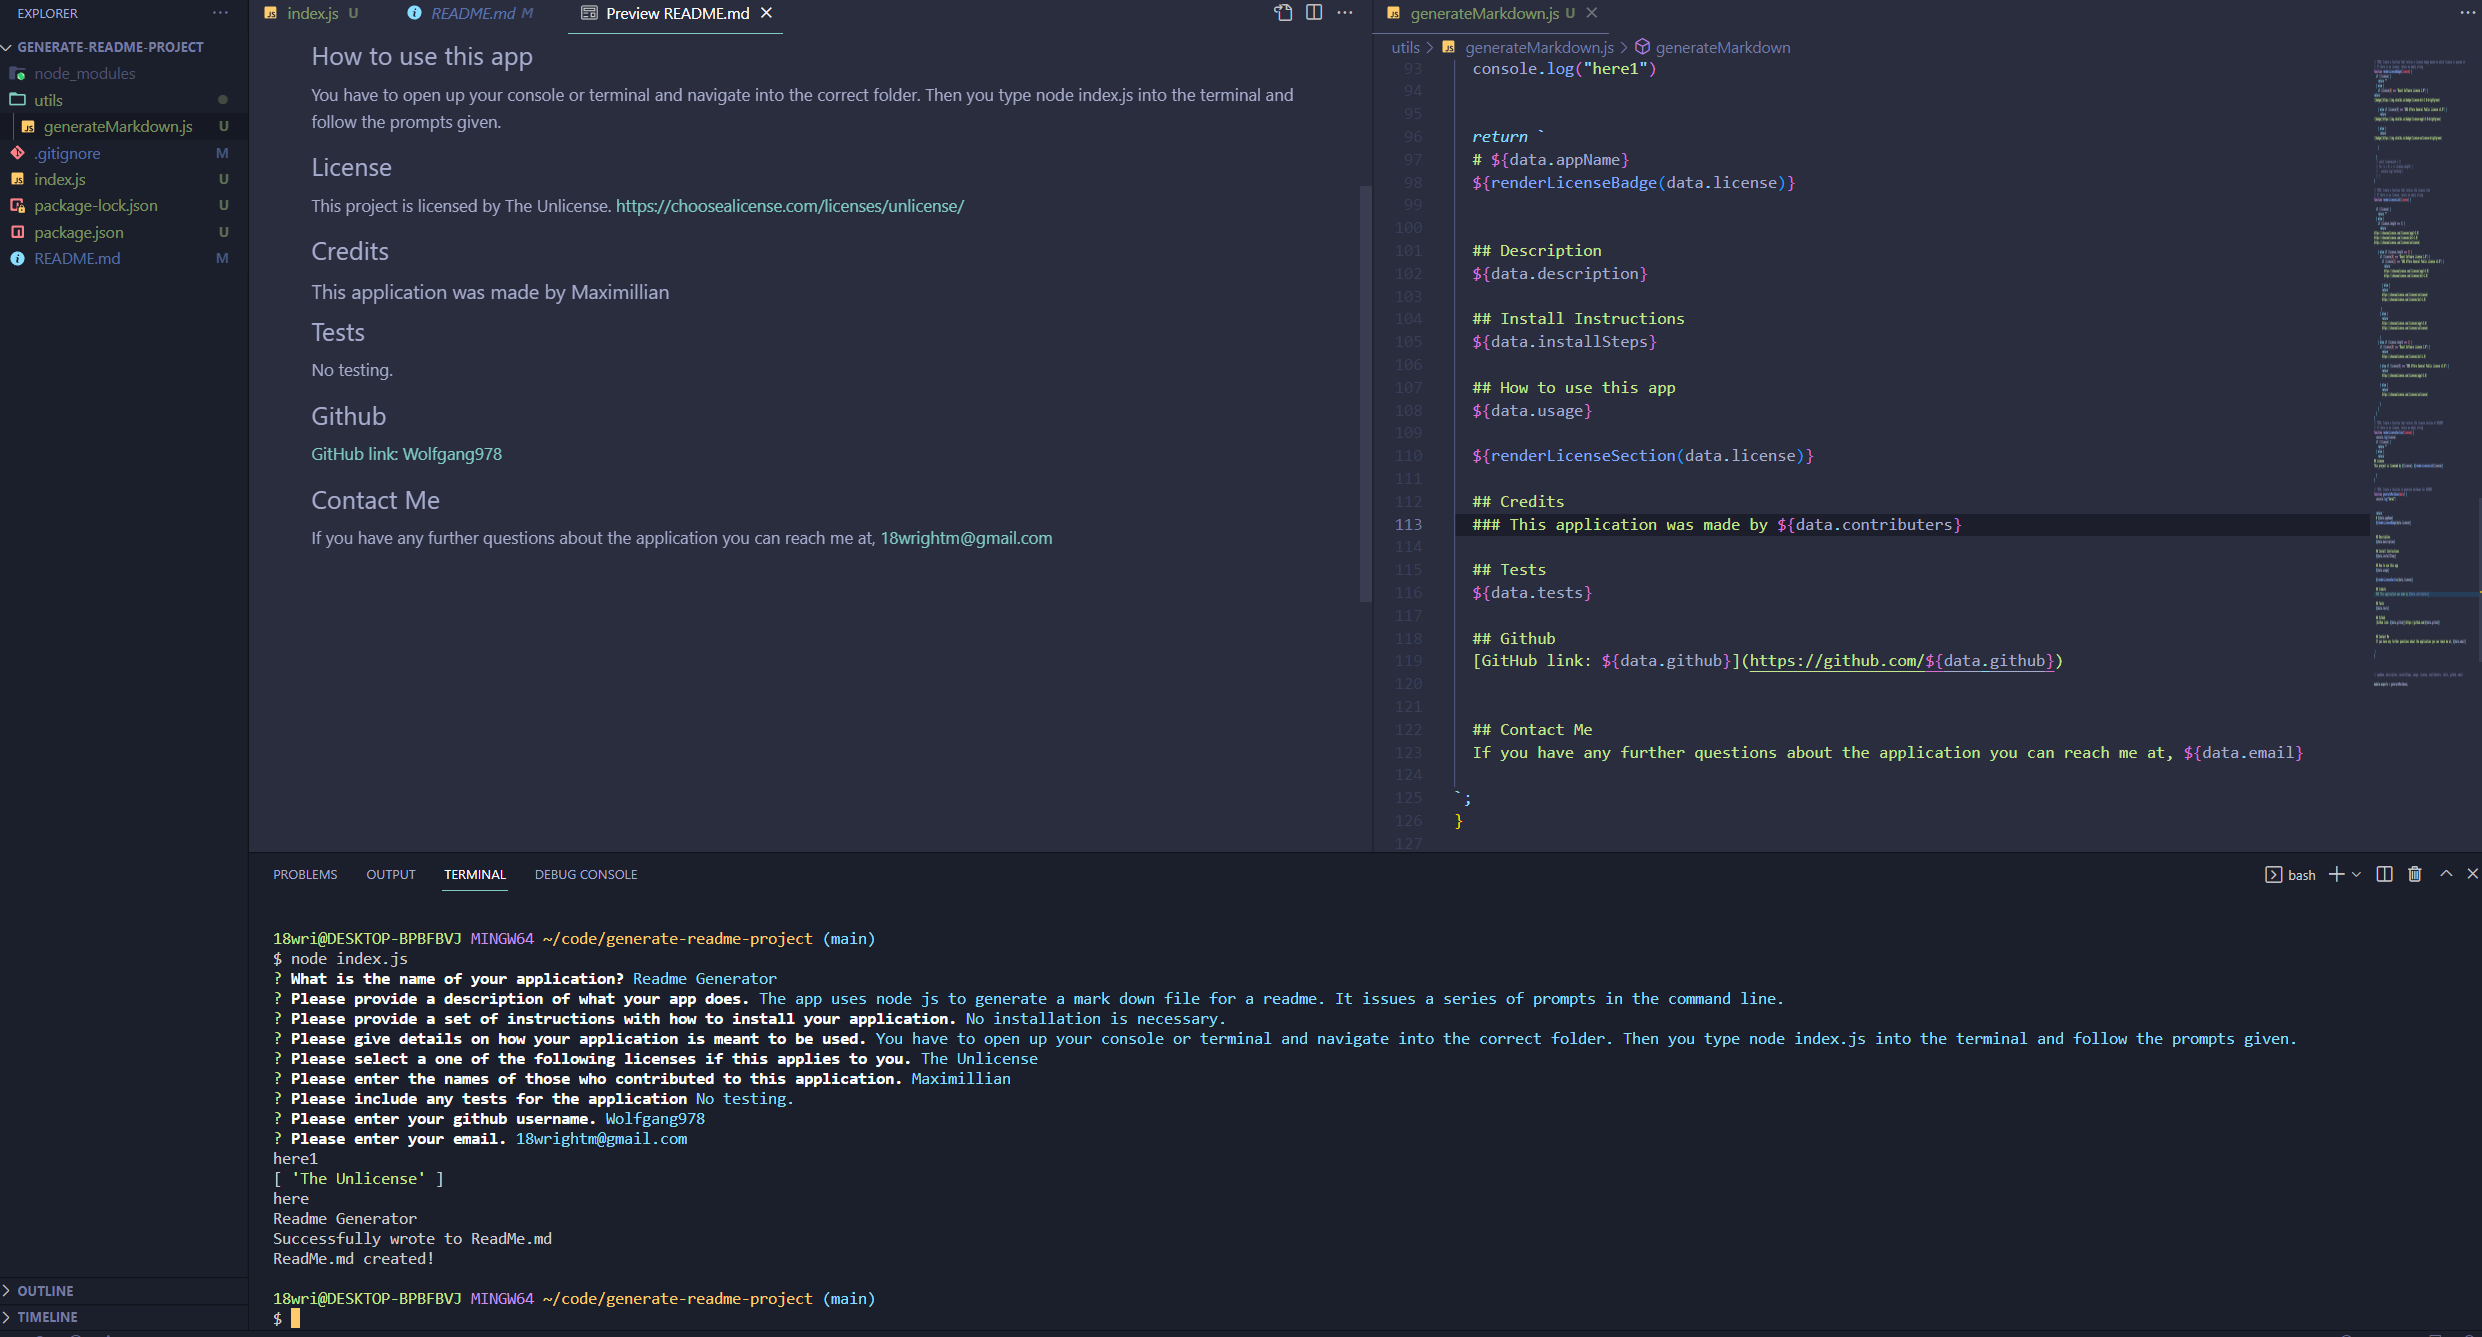 EXPLORER ···
GENERATE-README-PROJECT
node_modules
utils
generateMarkdown.js U
.gitignore M
index.js U
package-lock.json U
package.json U
README.md M
OUTLINE
TIMELINE
index.js U
README.md M
Preview README.md
How to use this app
You have to open up your console or terminal and navigate into the correct folder. Then you type node index.js into the terminal and
follow the prompts given.
License
This project is licensed by The Unlicense. https://choosealicense.com/licenses/unlicense/
Credits
This application was made by Maximillian
Tests
No testing.
Github
GitHub link: Wolfgang978
Contact Me
If you have any further questions about the application you can reach me at, 18wrightm@gmail.com
generateMarkdown.js U
utils > generateMarkdown.js > generateMarkdown
93 console.log("here1")
94
95
96 return `
97 # ${data.appName}
98 ${renderLicenseBadge(data.license)}
99
100
101 ## Description
102 ${data.description}
103
104 ## Install Instructions
105 ${data.installSteps}
106
107 ## How to use this app
108 ${data.usage}
109
110 ${renderLicenseSection(data.license)}
111
112 ## Credits
113 ### This application was made by ${data.contributers}
114
115 ## Tests
116 ${data.tests}
117
118 ## Github
119 [GitHub link: ${data.github}](https://github.com/${data.github})
120
121
122 ## Contact Me
123 If you have any further questions about the application you can reach me at, ${data.email}
124
125 `;
126 }
127
PROBLEMS OUTPUT TERMINAL DEBUG CONSOLE
bash
18wri@DESKTOP-BPBFBVJ MINGW64 ~/code/generate-readme-project (main)
$ node index.js
? What is the name of your application? Readme Generator
? Please provide a description of what your app does. The app uses node js to generate a mark down file for a readme. It issues a series of prompts in the command line.
? Please provide a set of instructions with how to install your application. No installation is necessary.
? Please give details on how your application is meant to be used. You have to open up your console or terminal and navigate into the correct folder. Then you type node index.js into the terminal and follow the prompts given.
? Please select a one of the following licenses if this applies to you. The Unlicense
? Please enter the names of those who contributed to this application. Maximillian
? Please include any tests for the application No testing.
? Please enter your github username. Wolfgang978
? Please enter your email. 18wrightm@gmail.com
here1
[ 'The Unlicense' ]
here
Readme Generator
Successfully wrote to ReadMe.md
ReadMe.md created!
18wri@DESKTOP-BPBFBVJ MINGW64 ~/code/generate-readme-project (main)
$